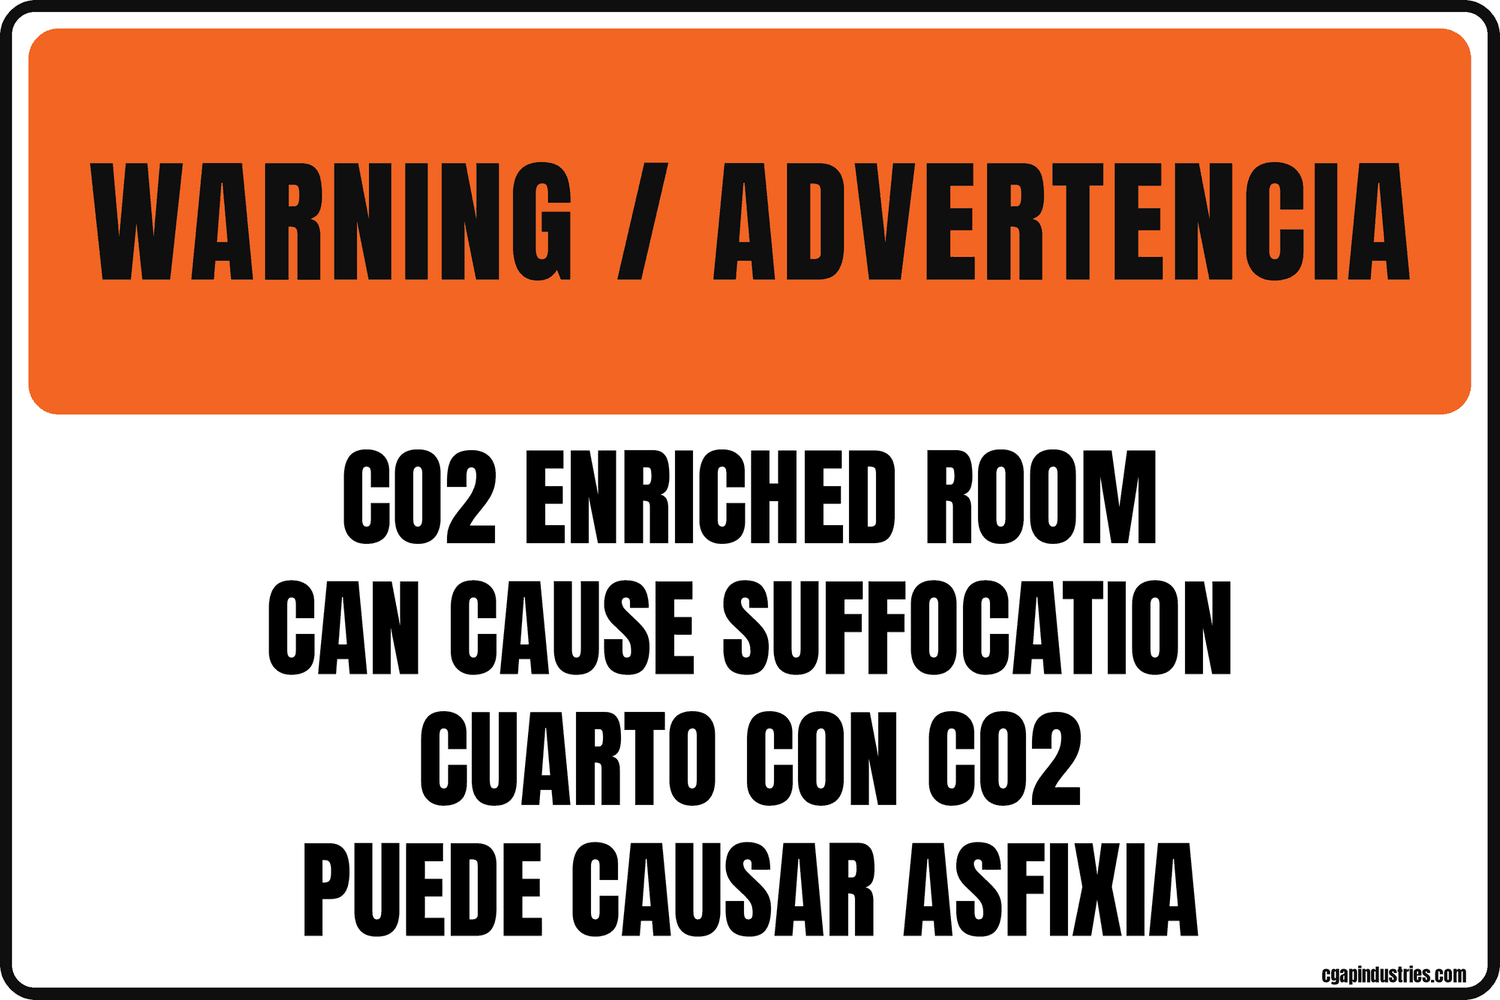 WARNING / ADVERTENCIA
CO2 ENRICHED ROOM
CAN CAUSE SUFFOCATION
CUARTO CON CO2
PUEDE CAUSAR ASFIXIA
cgapindustries.com